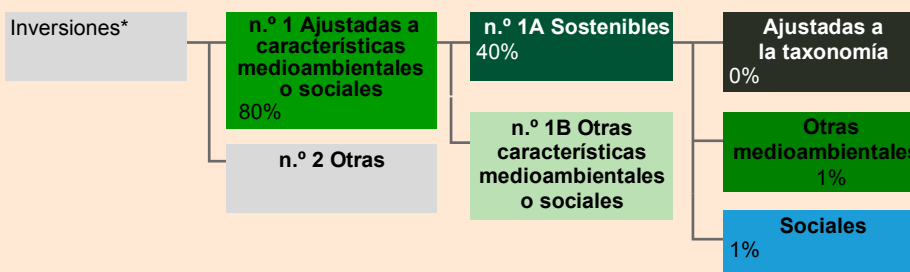 Inversiones*
n.º 1 Ajustadas a
características
medioambientales
o sociales
80%
n.º 2 Otras
n.º 1A Sostenibles
40%
n.º 1B Otras
características
medioambientales
o sociales
Ajustadas a
la taxonomía
0%
Otras
medioambientales
1%
Sociales
1%